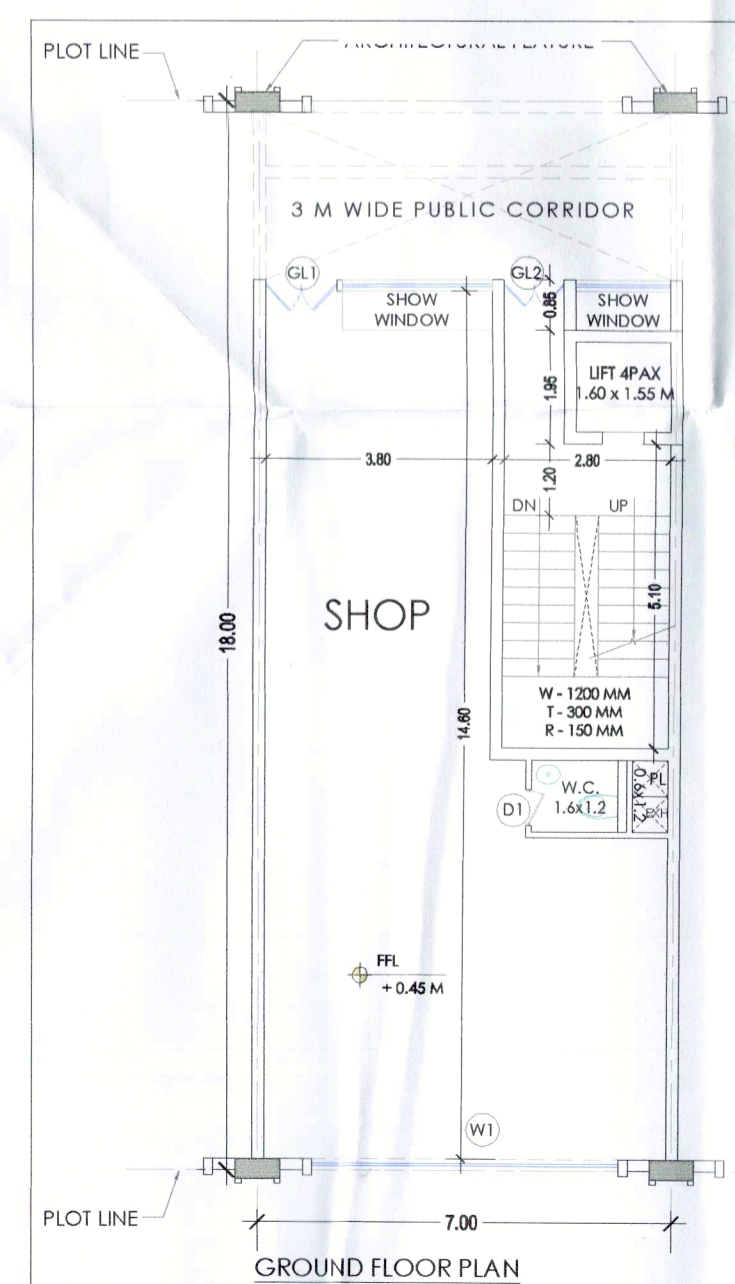 PLOT LINE
ARCHITECTURAL FEATURE
3 M WIDE PUBLIC CORRIDOR
GL1
GL2
SHOW
WINDOW
SHOW
WINDOW
0.85
LIFT 4PAX
1.60 x 1.55 M
1.95
3.80
2.80
1.20
DN
UP
SHOP
5.10
18.00
W - 1200 MM
T - 300 MM
R - 150 MM
14.60
W.C.
1.6x1.2
PL
0.6x1.2
D1
FFL
+ 0.45 M
W1
PLOT LINE
7.00
GROUND FLOOR PLAN